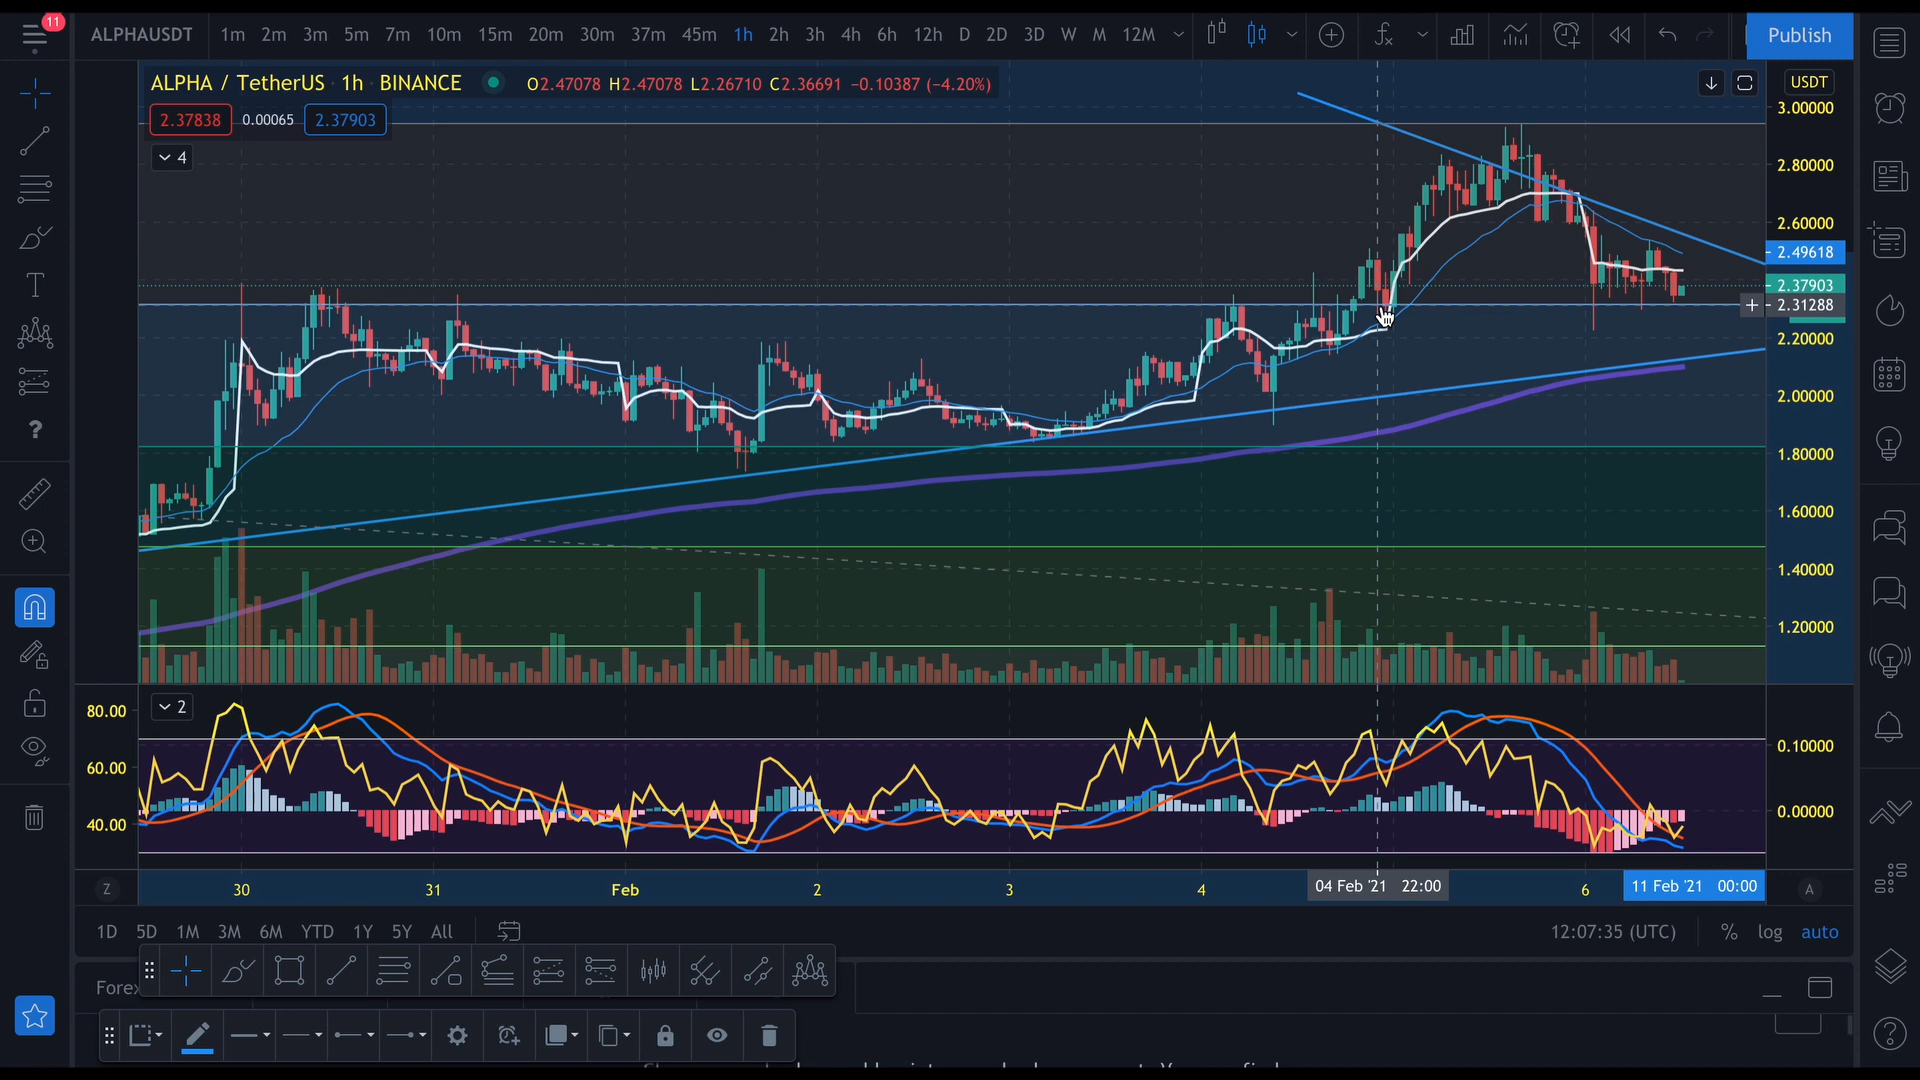 11
ALPHAUSDT 1m 2m 3m 5m 7m 10m 15m 20m 30m 37m 45m 1h 2h 3h 4h 6h 12h D 2D 3D W M 12M Publish
ALPHA / TetherUS 1h BINANCE O2.47078 H2.47078 L2.26710 C2.36691 −0.10387 (−4.20%)
USDT
2.37838 0.00065 2.37903
4
3.00000
2.80000
2.60000
2.49618
2.37903
2.31288
2.20000
2.00000
1.80000
1.60000
1.40000
1.20000
2
80.00
60.00
40.00
0.10000
0.00000
Z 30 31 Feb 2 3 4 04 Feb '21 22:00 6 11 Feb '21 00:00 A
1D 5D 1M 3M 6M YTD 1Y 5Y All 12:07:35 (UTC) % log auto
Forex